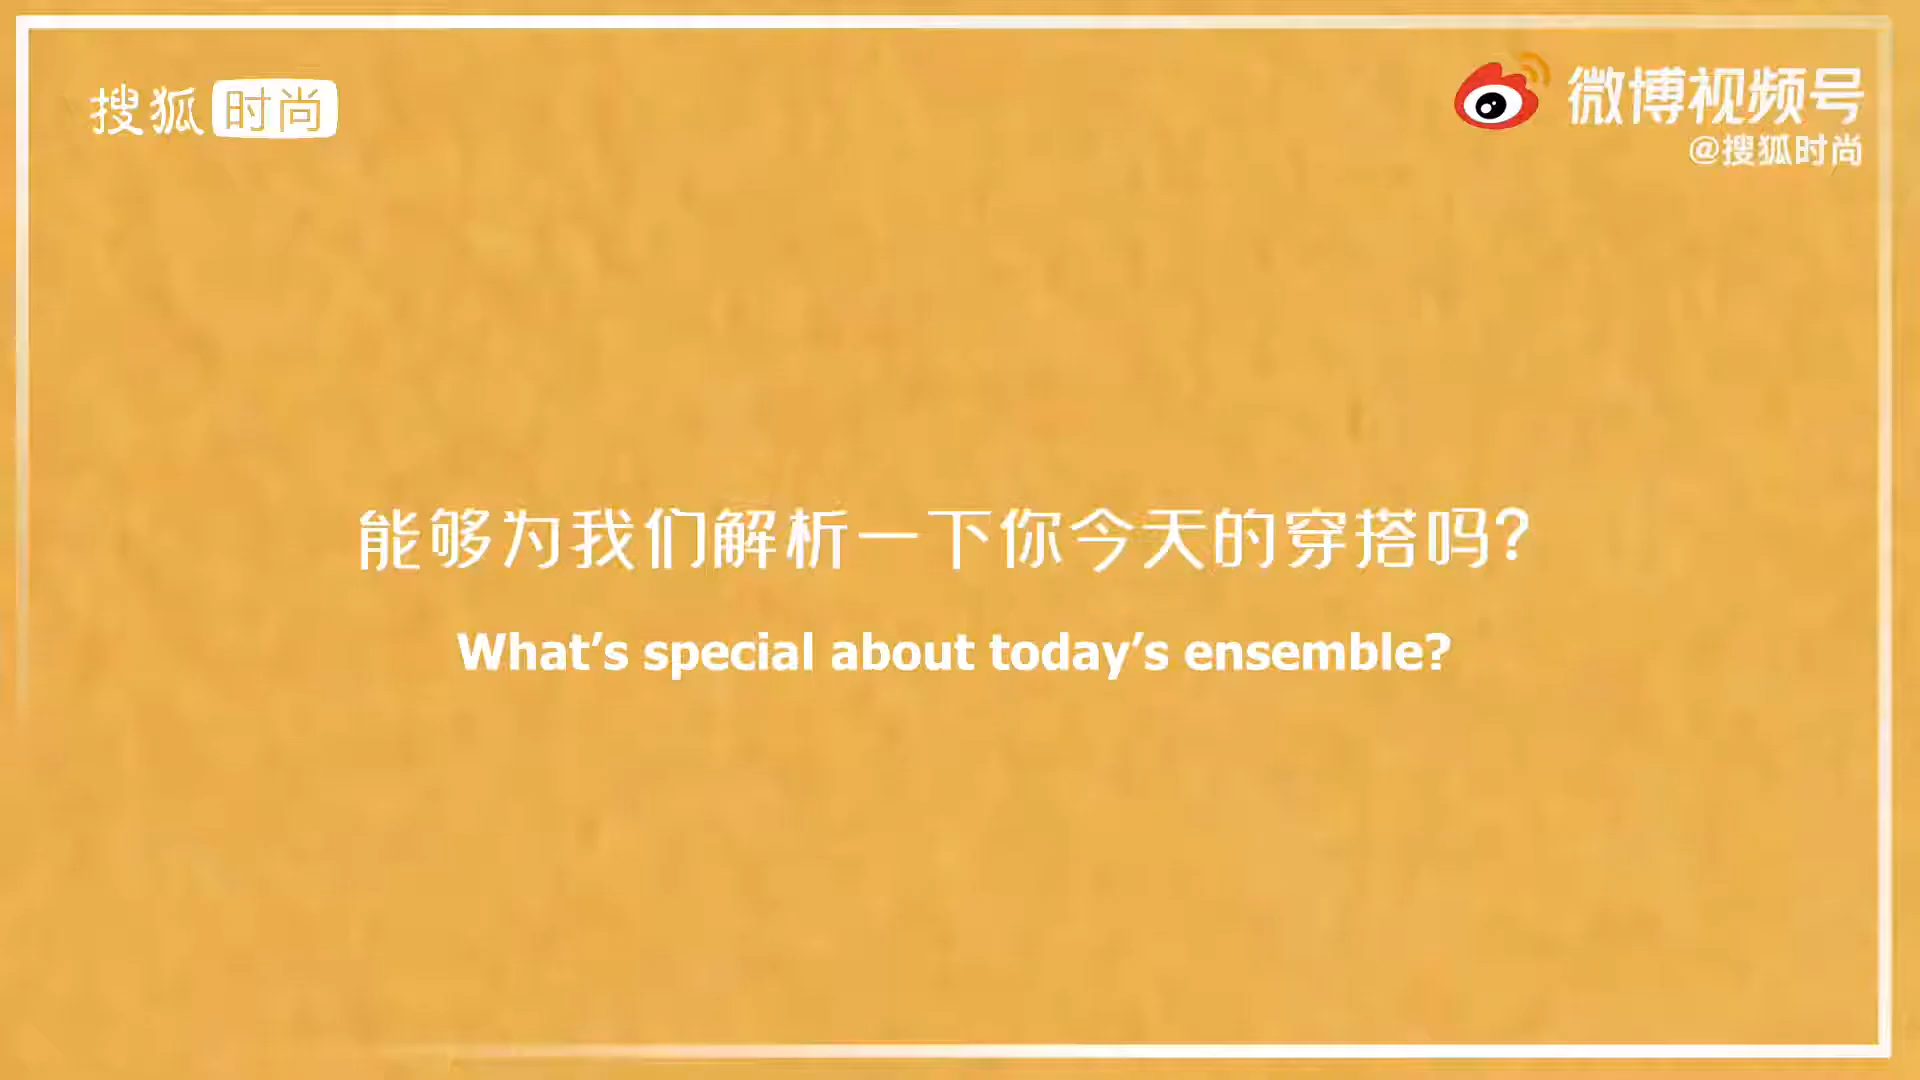 搜狐时尚
微博视频号
@搜狐时尚
能够为我们解析一下你今天的穿搭吗?
What's special about today's ensemble?